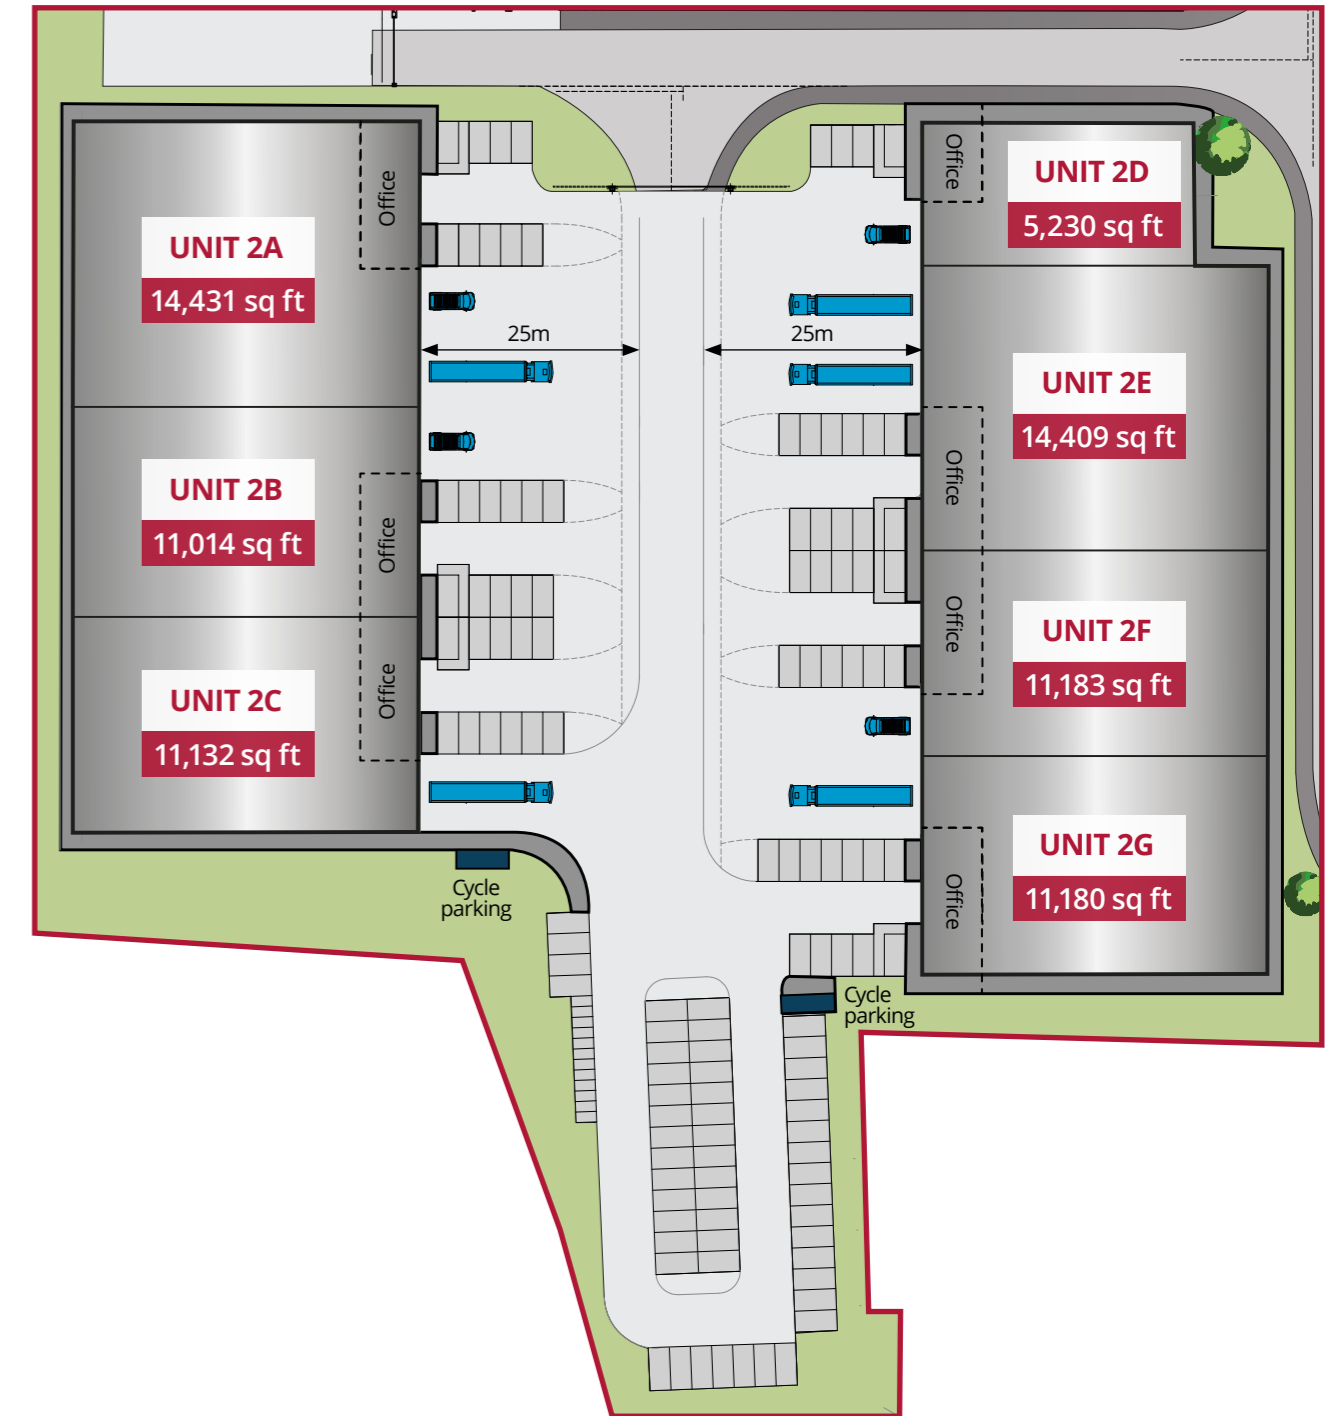 UNIT 2A
14,431 sq ft
Office
UNIT 2B
11,014 sq ft
Office
UNIT 2C
11,132 sq ft
Office
25m
25m
Cycle
parking
Office
UNIT 2D
5,230 sq ft
UNIT 2E
14,409 sq ft
Office
UNIT 2F
11,183 sq ft
Office
UNIT 2G
11,180 sq ft
Office
Cycle
parking